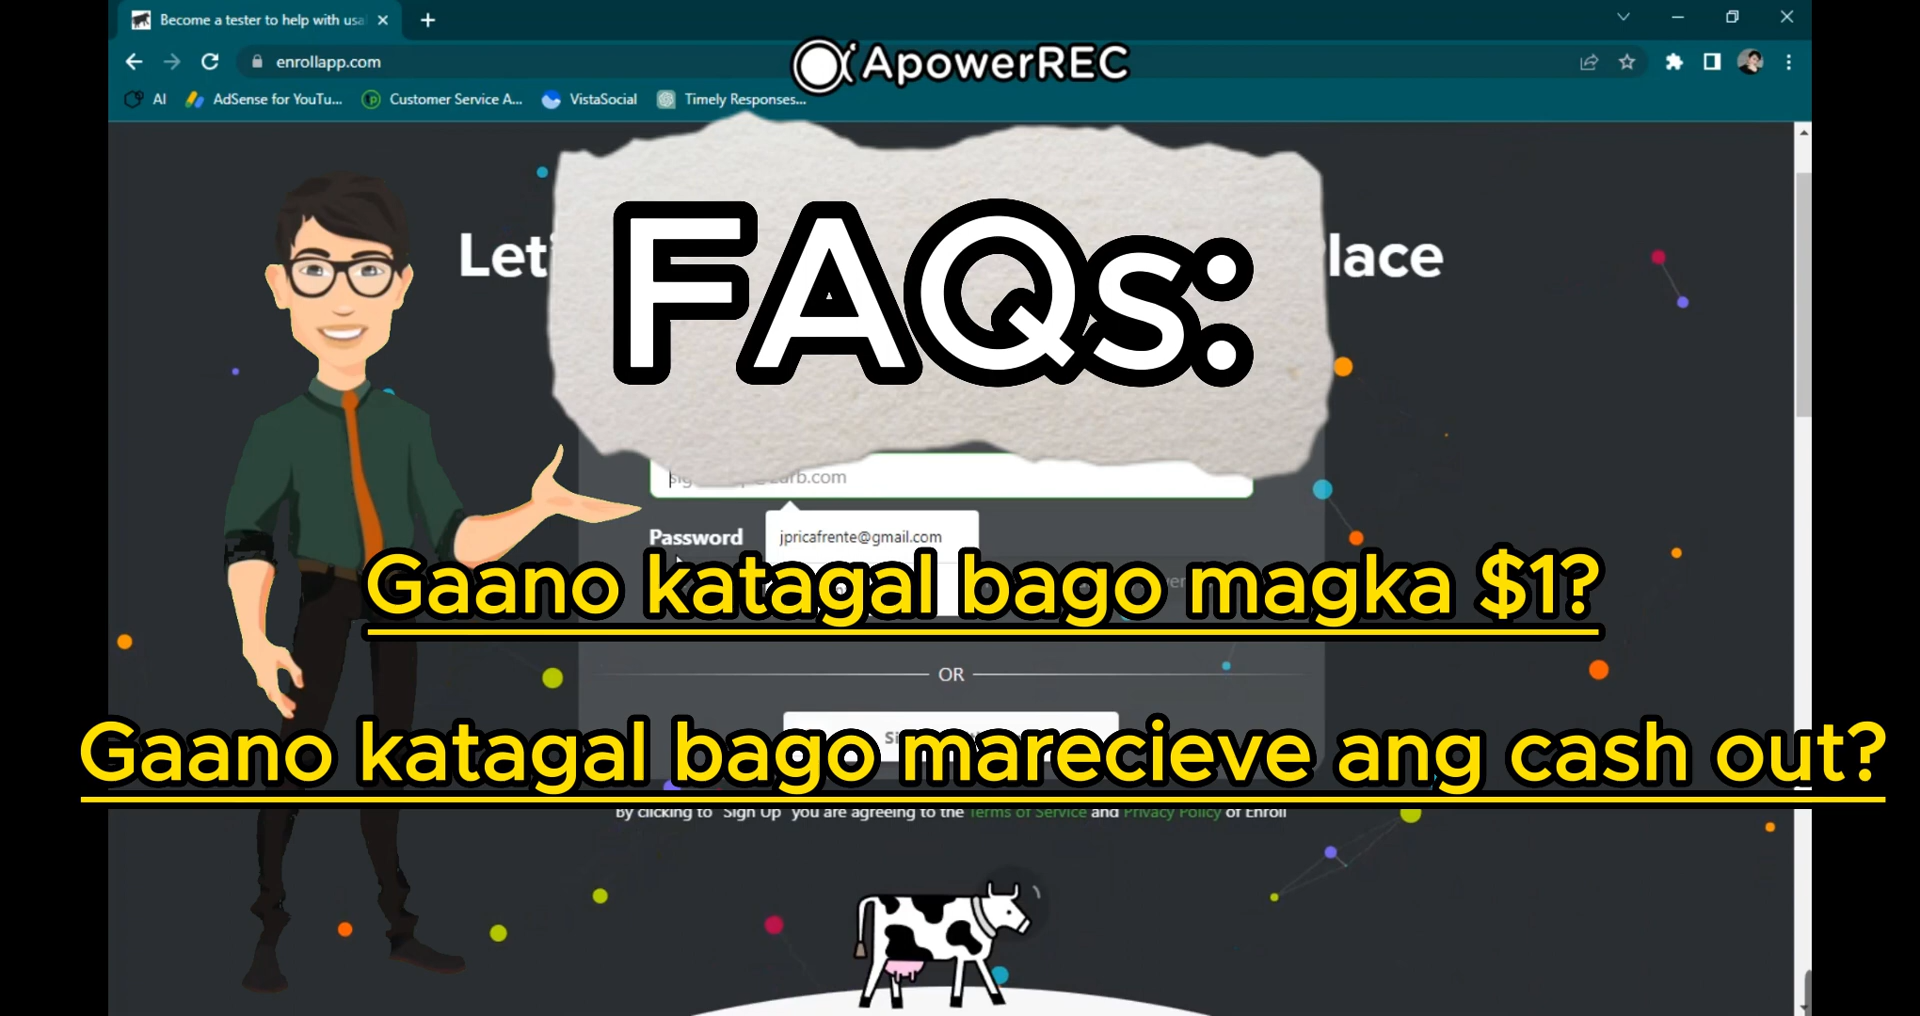 Become a tester to help with usa
enrollapp.com
ApowerREC
AI
AdSense for YouTu...
Customer Service A...
VistaSocial
Timely Responses...
Let
lace
FAQs:
.com
Password
jpricafrente@gmail.com
Gaano katagal bago magka $1?
OR
Gaano katagal bago marecieve ang cash out?
By clicking to "Sign Up" you are agreeing to the Terms of Service and Privacy Policy of Enroll